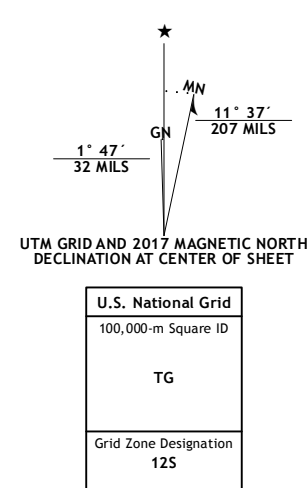 ★
MN
GN
11° 37´
207 MILS
1° 47´
32 MILS
UTM GRID AND 2017 MAGNETIC NORTH
DECLINATION AT CENTER OF SHEET
U.S. National Grid
100,000-m Square ID
TG
Grid Zone Designation
12S